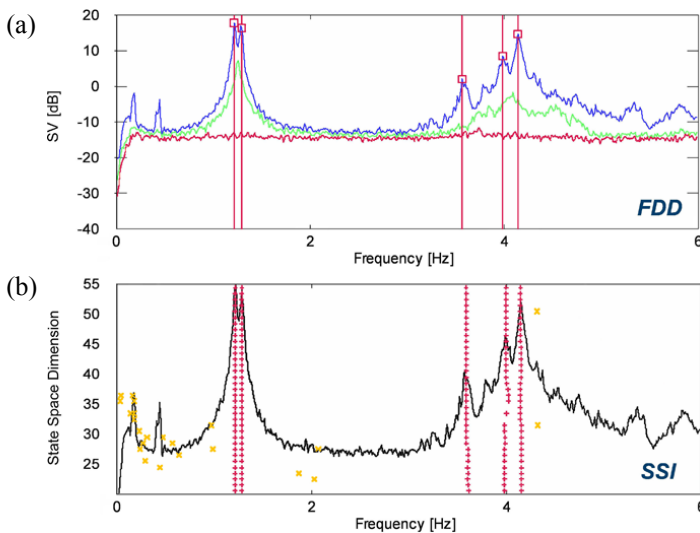 (a)
20
10
0
-10
-20
-30
-40
SV [dB]
FDD
0
2
4
6
Frequency [Hz]
(b)
55
50
45
40
35
30
25
State Space Dimension
SSI
0
2
4
6
Frequency [Hz]